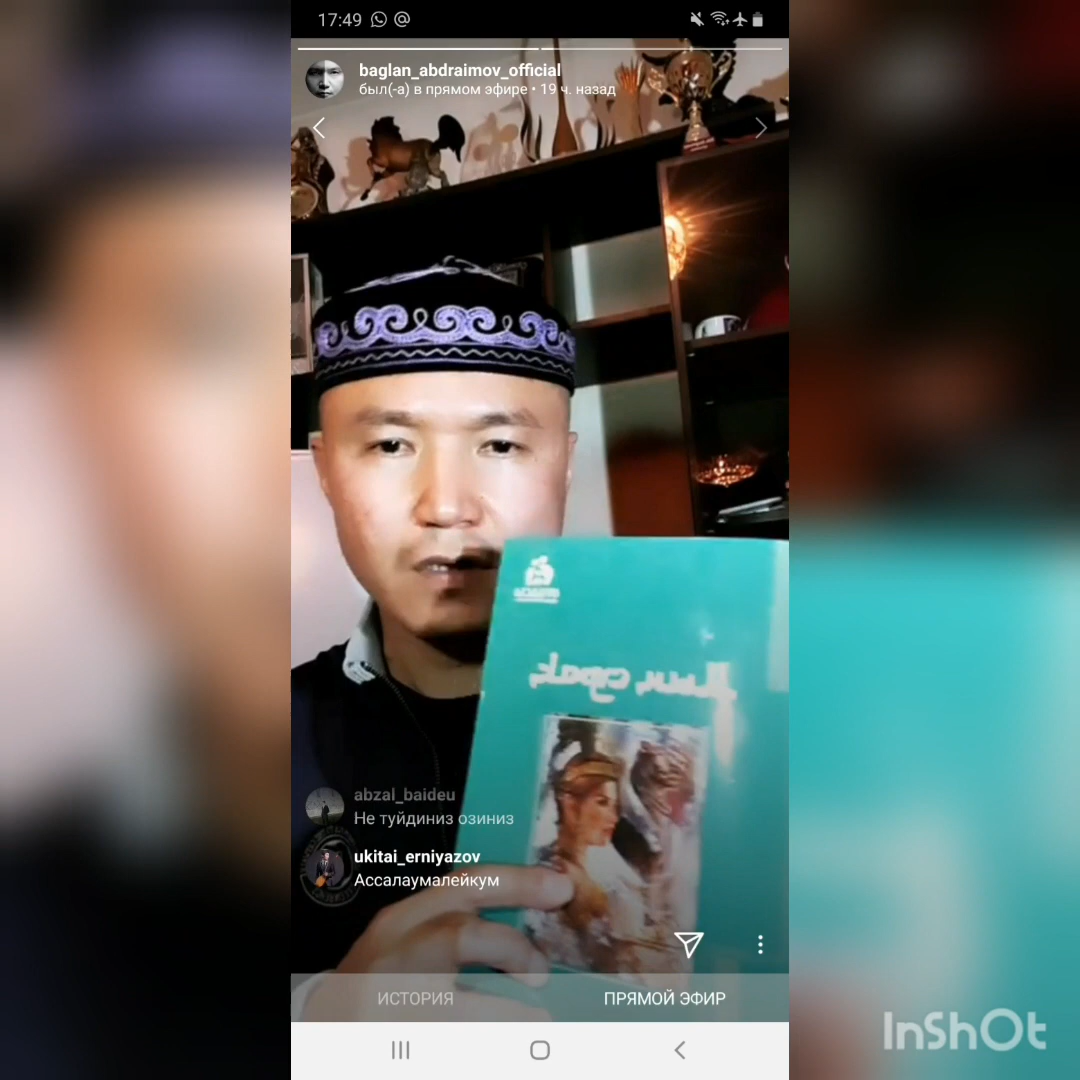 17:49
baglan_abdraimov_official
был(-а) в прямом эфире • 19 ч. назад
abzal_baideu
Не туйдиниз озиниз
ukitai_erniyazov
Ассалаумалейкум
ИСТОРИЯ
ПРЯМОЙ ЭФИР
InShOt